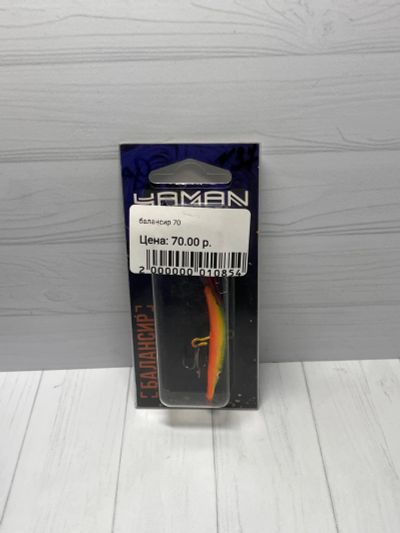 YAMAN
балансир 70
Цена: 70.00 р.
2 000000 010854
БАЛАНСИР